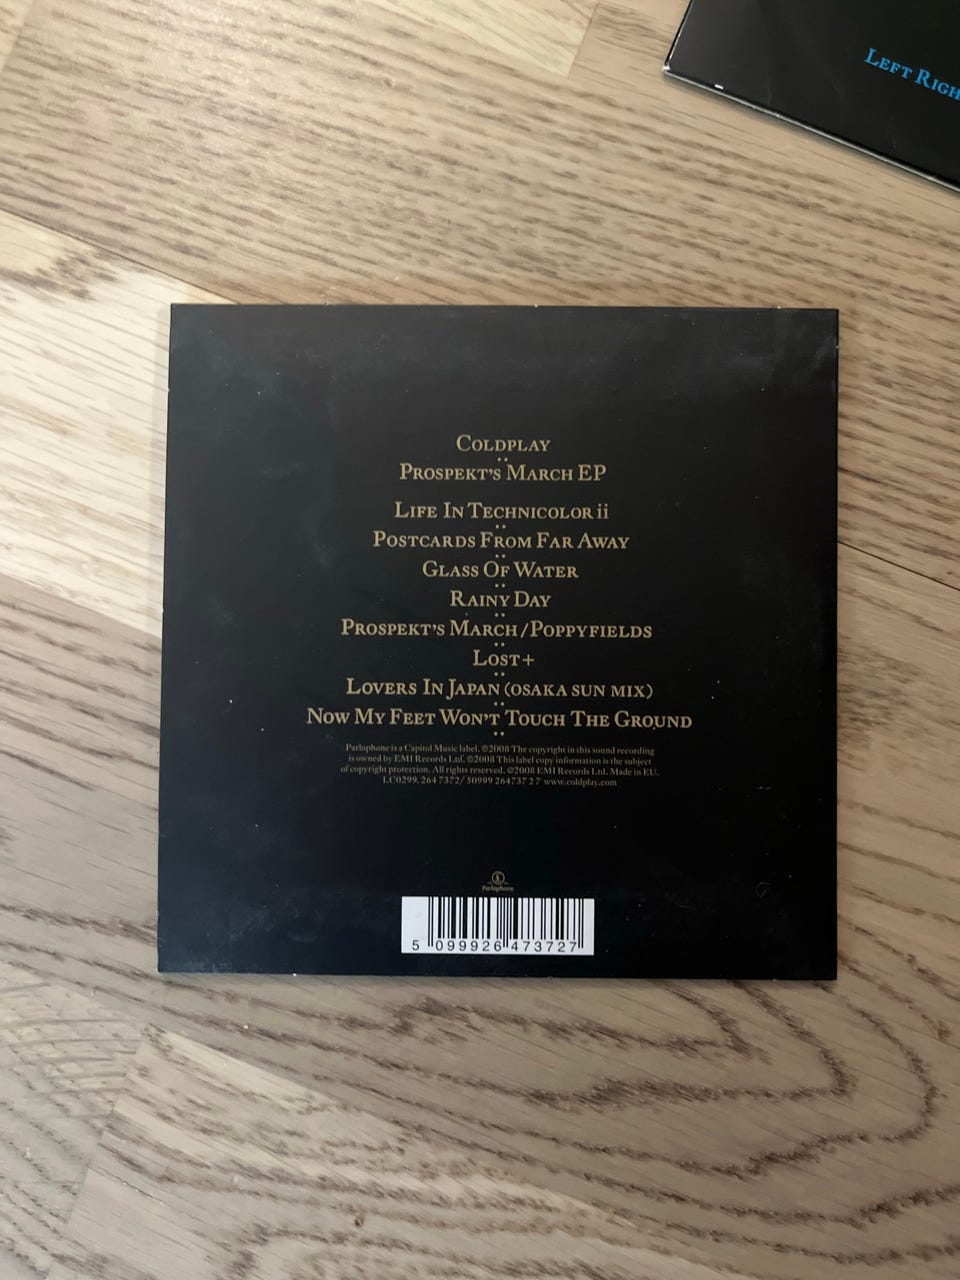 LEFT RIGH
COLDPLAY
PROSPEKT'S MARCH EP
LIFE IN TECHNICOLOR ii
POSTCARDS FROM FAR AWAY
GLASS OF WATER
RAINY DAY
PROSPEKT'S MARCH/POPPYFIELDS
LOST+
LOVERS IN JAPAN (OSAKA SUN MIX)
NOW MY FEET WON'T TOUCH THE GROUND
Parlophone is a Capitol Music label. ℗2008 The copyright in this sound recording
is owned by EMI Records Ltd. ©2008 This label copy information is the subject
of copyright protection. All rights reserved. ©2008 EMI Records Ltd. Made in EU.
LC0299. 264 7372/ 50999 264737 2 7 www.coldplay.com
Parlophone
5 099926 473727